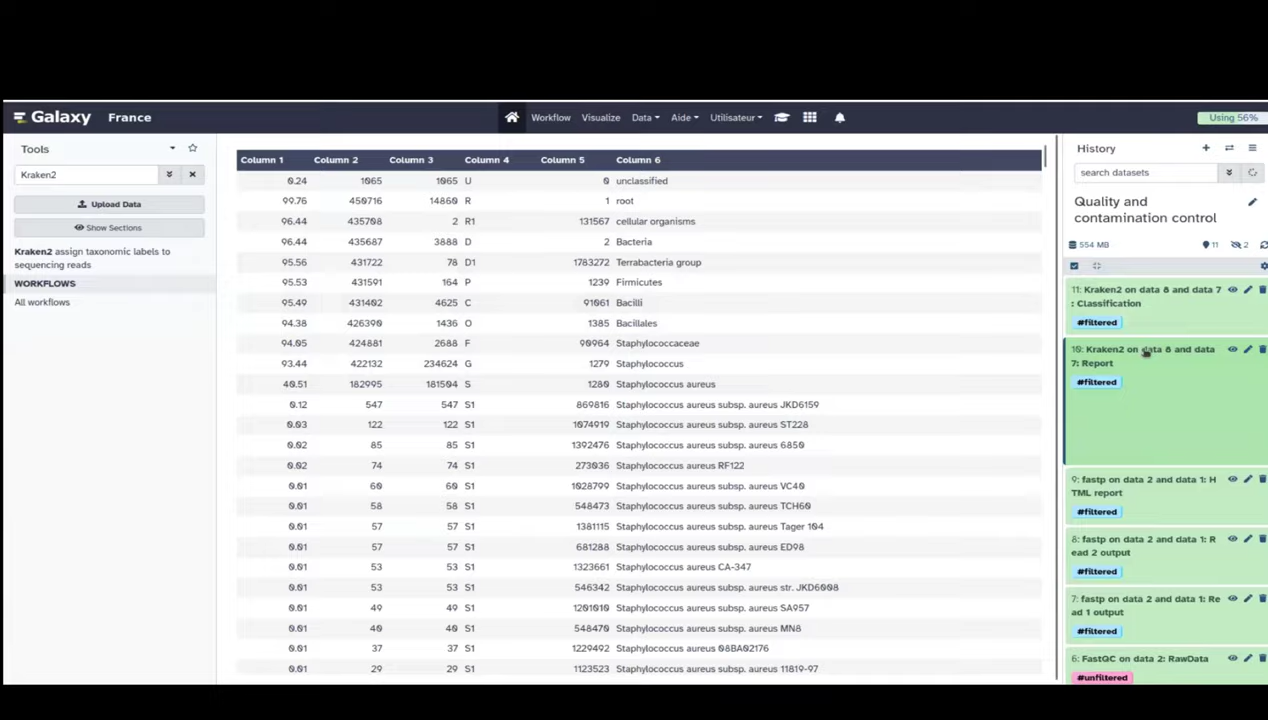 Galaxy France Workflow Visualize Data Aide Utilisateur Using 56%
Tools
Kraken2
Upload Data
Show Sections
Kraken2 assign taxonomic labels to
sequencing reads
WORKFLOWS
All workflows
Column 1 Column 2 Column 3 Column 4 Column 5 Column 6
0.24 1065 1065 U 0 unclassified
99.76 450716 14860 R 1 root
96.44 435708 2 R1 131567 cellular organisms
96.44 435687 3888 D 2 Bacteria
95.56 431722 78 D1 1783272 Terrabacteria group
95.53 431591 164 P 1239 Firmicutes
95.49 431402 4625 C 91061 Bacilli
94.38 426390 1436 O 1385 Bacillales
94.05 424881 2688 F 90964 Staphylococcaceae
93.44 422132 234624 G 1279 Staphylococcus
40.51 182995 181504 S 1280 Staphylococcus aureus
0.12 547 547 S1 869816 Staphylococcus aureus subsp. aureus JKD6159
0.03 122 122 S1 1074919 Staphylococcus aureus subsp. aureus ST228
0.02 85 85 S1 1392476 Staphylococcus aureus subsp. aureus 6850
0.02 74 74 S1 273036 Staphylococcus aureus RF122
0.01 60 60 S1 1028799 Staphylococcus aureus subsp. aureus VC40
0.01 58 58 S1 548473 Staphylococcus aureus subsp. aureus TCH60
0.01 57 57 S1 1381115 Staphylococcus aureus subsp. aureus Tager 104
0.01 57 57 S1 681288 Staphylococcus aureus subsp. aureus ED98
0.01 53 53 S1 1323661 Staphylococcus aureus CA-347
0.01 53 53 S1 546342 Staphylococcus aureus subsp. aureus str. JKD6008
0.01 49 49 S1 1201010 Staphylococcus aureus subsp. aureus SA957
0.01 40 40 S1 548470 Staphylococcus aureus subsp. aureus MN8
0.01 37 37 S1 1229492 Staphylococcus aureus 08BA02176
0.01 29 29 S1 1123523 Staphylococcus aureus subsp. aureus 11819-97
History
search datasets
Quality and
contamination control
554 MB 11 2
11: Kraken2 on data 8 and data 7
: Classification
#filtered
10: Kraken2 on data 8 and data
7: Report
#filtered
9: fastp on data 2 and data 1: H
TML report
#filtered
8: fastp on data 2 and data 1: R
ead 2 output
#filtered
7: fastp on data 2 and data 1: Re
ad 1 output
#filtered
6: FastQC on data 2: RawData
#unfiltered